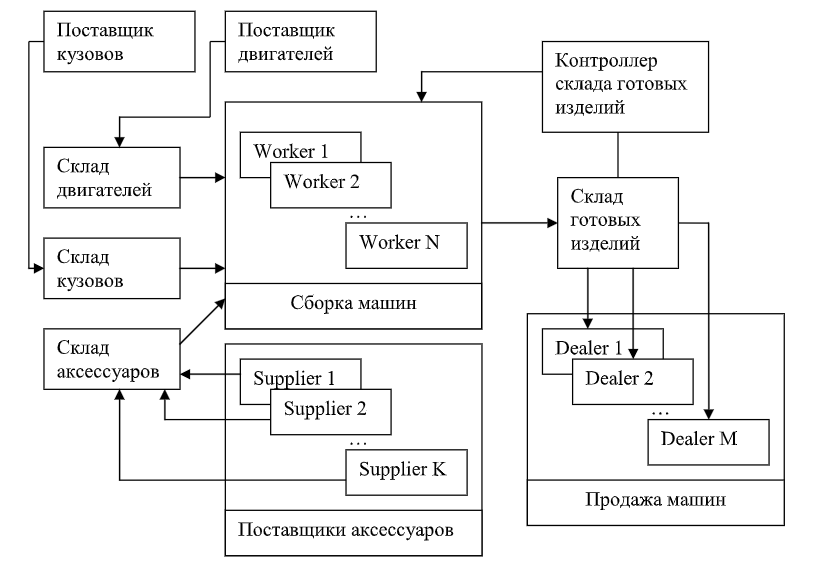 Поставщик
кузовов
Поставщик
двигателей
Контроллер
склада готовых
изделий
Склад
двигателей
Worker 1
Worker 2
...
Worker N
Склад
готовых
изделий
Склад
кузовов
Сборка машин
Склад
аксессуаров
Supplier 1
Supplier 2
...
Supplier K
Поставщики аксессуаров
Dealer 1
Dealer 2
...
Dealer M
Продажа машин